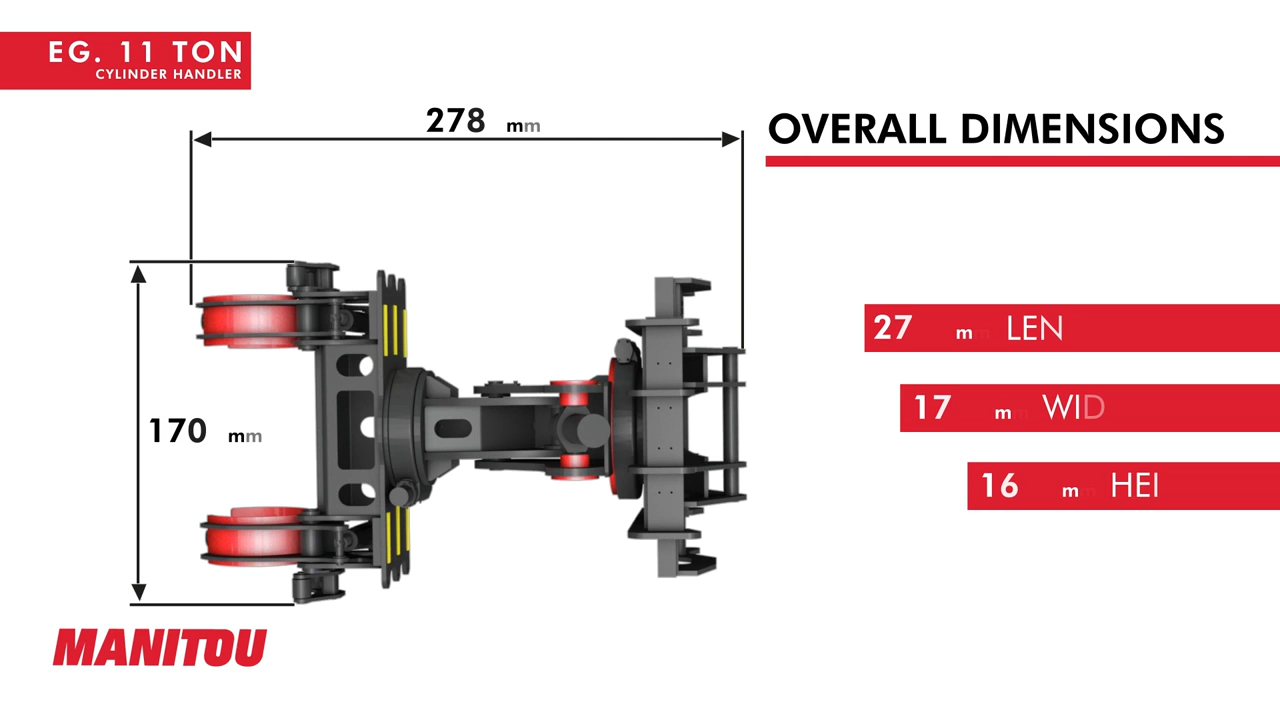 EG. 11 TON
CYLINDER HANDLER
278 mm
OVERALL DIMENSIONS
27 mm LEN
170 mm
17 mm WID
16 mm HEI
MANITOU